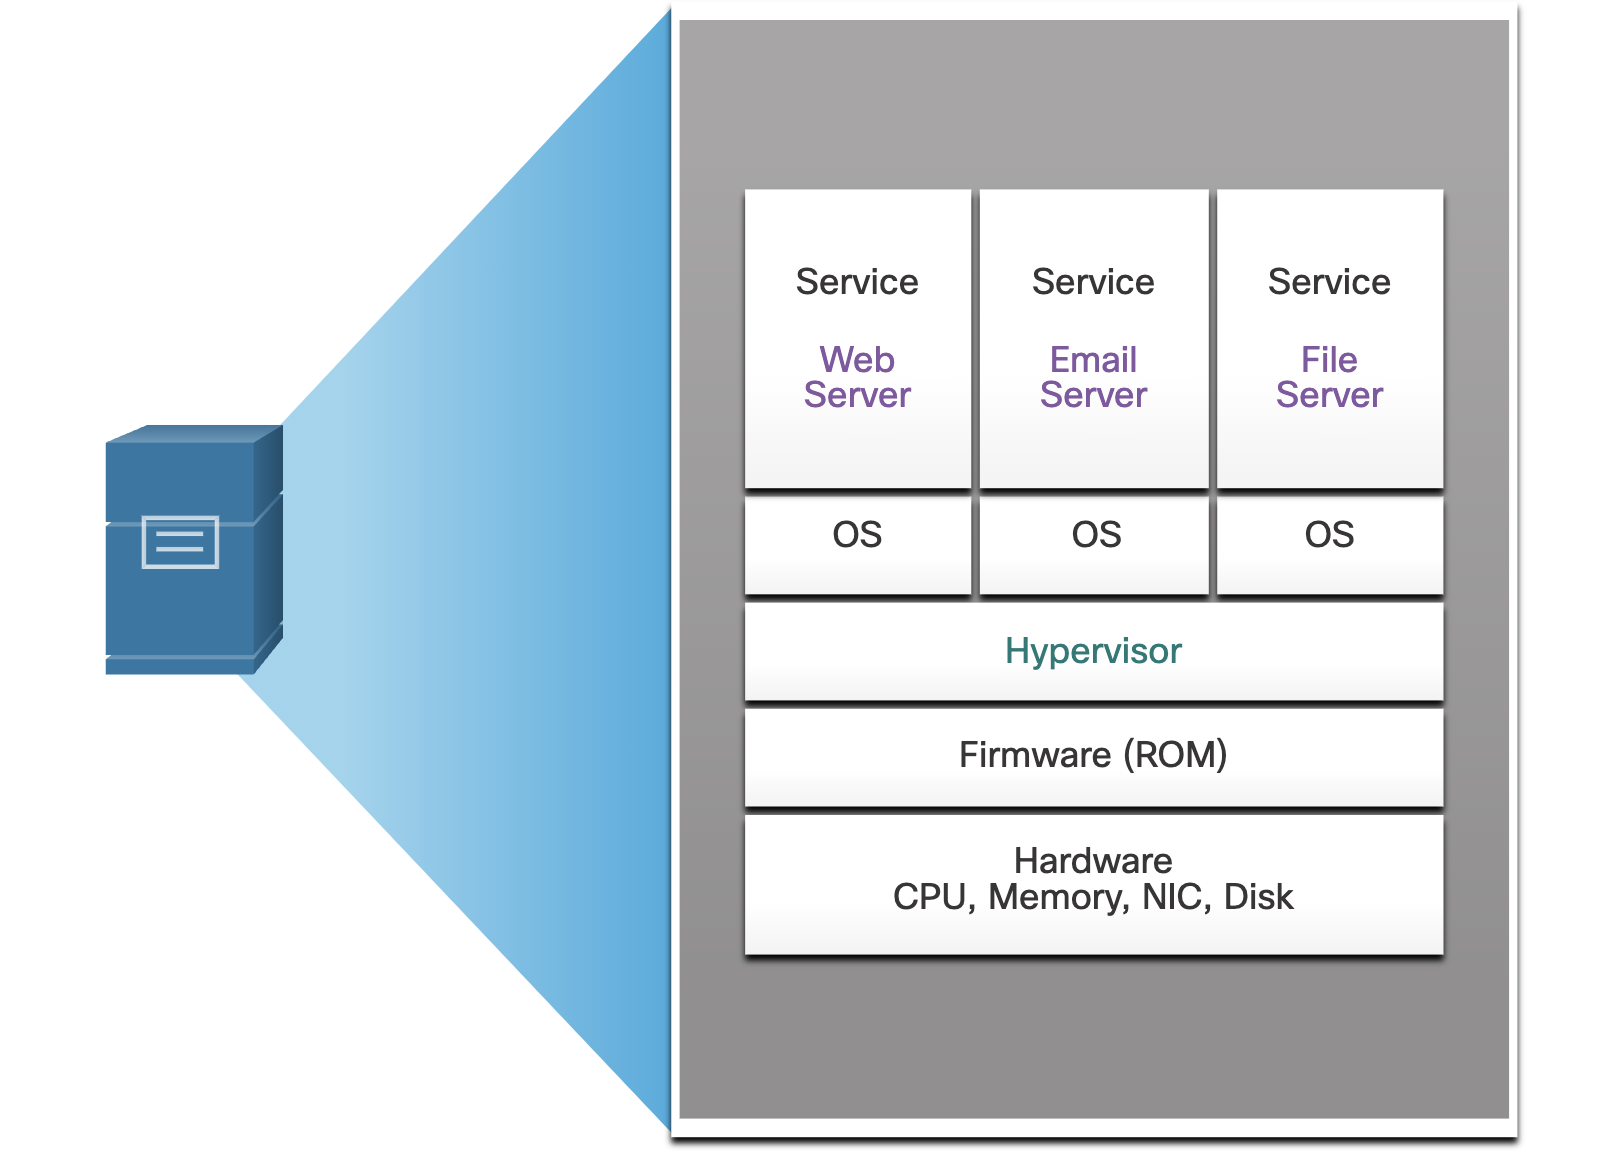 Service
Web
Server
Service
Email
Server
Service
File
Server
OS
OS
OS
Hypervisor
Firmware (ROM)
Hardware
CPU, Memory, NIC, Disk